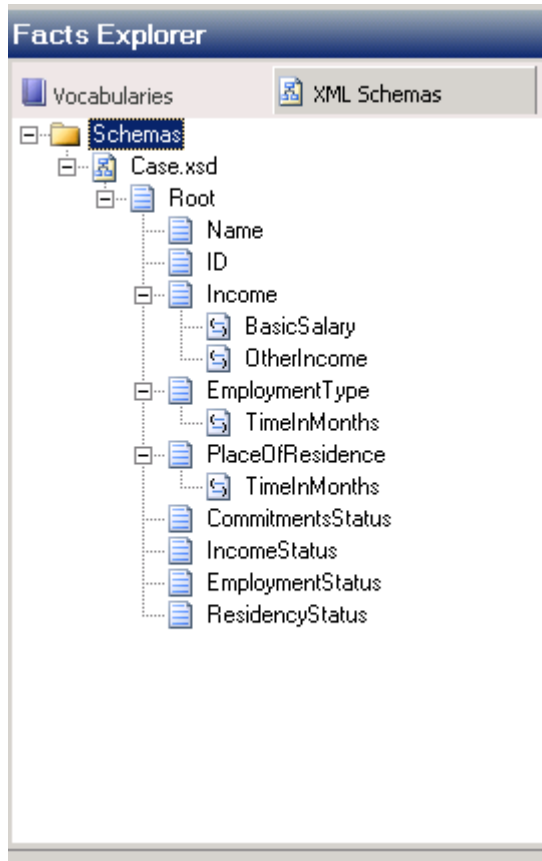 Facts Explorer
Vocabularies XML Schemas
Schemas
Case.xsd
Root
Name
ID
Income
BasicSalary
OtherIncome
EmploymentType
TimeInMonths
PlaceOfResidence
TimeInMonths
CommitmentsStatus
IncomeStatus
EmploymentStatus
ResidencyStatus